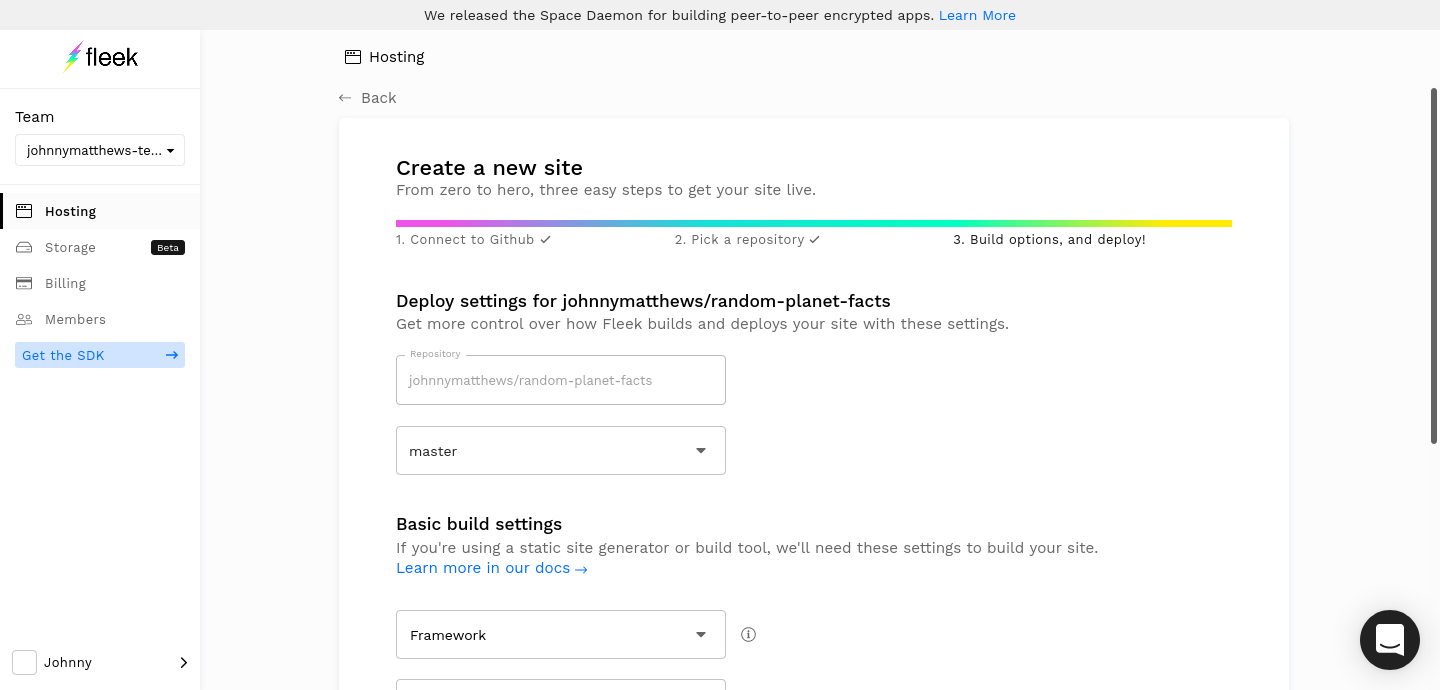 We released the Space Daemon for building peer-to-peer encrypted apps. Learn More
fleek
Team
johnnymatthews-te...
Hosting
Storage
Beta
Billing
Members
Get the SDK
Johnny
Hosting
Back
Create a new site
From zero to hero, three easy steps to get your site live.
1. Connect to Github
2. Pick a repository
3. Build options, and deploy!
Deploy settings for johnnymatthews/random-planet-facts
Get more control over how Fleek builds and deploys your site with these settings.
Repository
johnnymatthews/random-planet-facts
master
Basic build settings
If you're using a static site generator or build tool, we'll need these settings to build your site.
Learn more in our docs
Framework